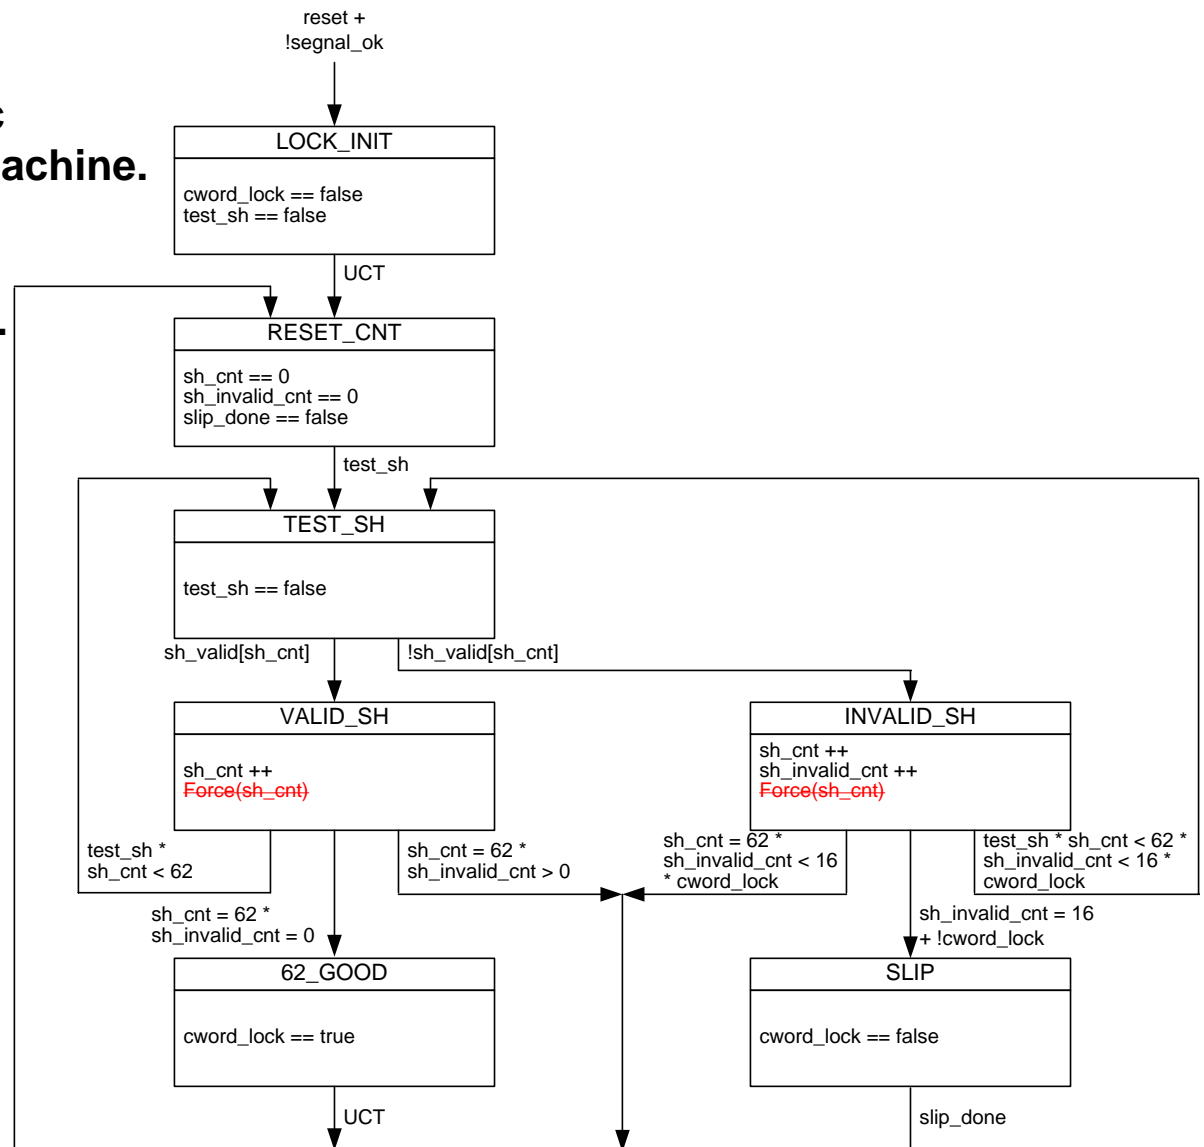 reset +
!segnal_ok
c
achine.
.
LOCK_INIT
cword_lock == false
test_sh == false
UCT
RESET_CNT
sh_cnt == 0
sh_invalid_cnt == 0
slip_done == false
test_sh
TEST_SH
test_sh == false
sh_valid[sh_cnt]
!sh_valid[sh_cnt]
VALID_SH
sh_cnt ++
Force(sh_cnt)
INVALID_SH
sh_cnt ++
sh_invalid_cnt ++
Force(sh_cnt)
test_sh *
sh_cnt < 62
sh_cnt = 62 *
sh_invalid_cnt > 0
sh_cnt = 62 *
sh_invalid_cnt < 16
* cword_lock
test_sh * sh_cnt < 62 *
sh_invalid_cnt < 16 *
cword_lock
sh_cnt = 62 *
sh_invalid_cnt = 0
sh_invalid_cnt = 16
+ !cword_lock
62_GOOD
cword_lock == true
SLIP
cword_lock == false
UCT
slip_done